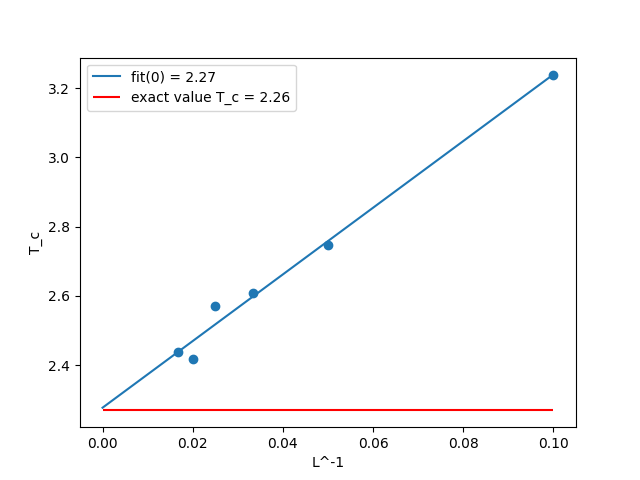 fit(0) = 2.27
exact value T_c = 2.26
3.2
3.0
2.8
2.6
2.4
T_c
0.00 0.02 0.04 0.06 0.08 0.10
L^-1